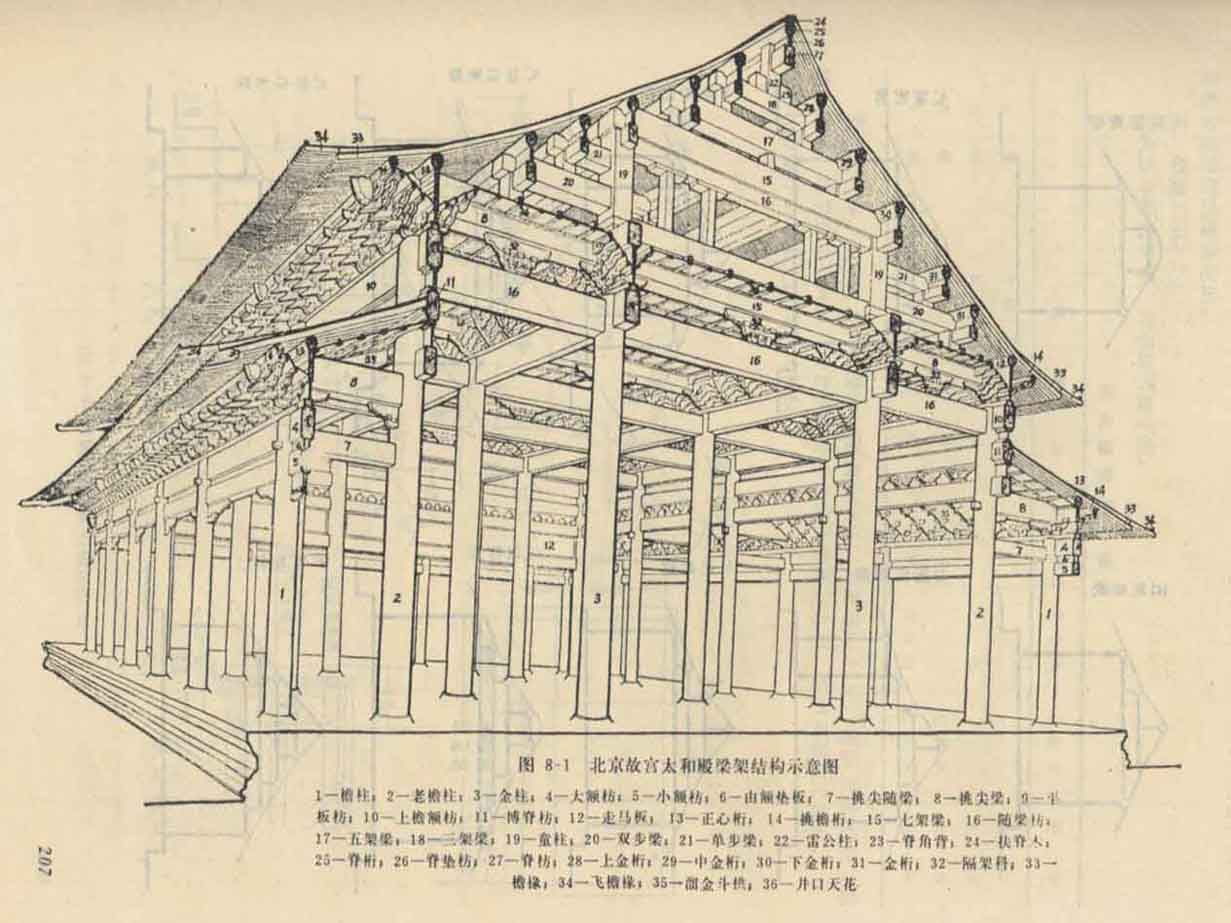 图 8-1 北京故宫太和殿梁架结构示意图
1—檐柱；2—老檐柱；3—金柱；4—大额枋；5—小额枋；6—由额垫板；7—挑尖随梁；8—挑尖梁；9—平
板枋；10—上檐额枋；11—博脊枋；12—走马板；13—正心桁；14—挑檐桁；15—七架梁；16—随梁枋；
17—五架梁；18—三架梁；19—童柱；20—双步梁；21—单步梁；22—雷公柱；23—脊角背；24—扶脊木；
25—脊桁；26—脊垫枋；27—脊枋；28—上金桁；29—中金桁；30—下金桁；31—金桁；32—隔架科；33—
檐椽；34—飞檐椽；35—溜金斗拱；36—井口天花
207